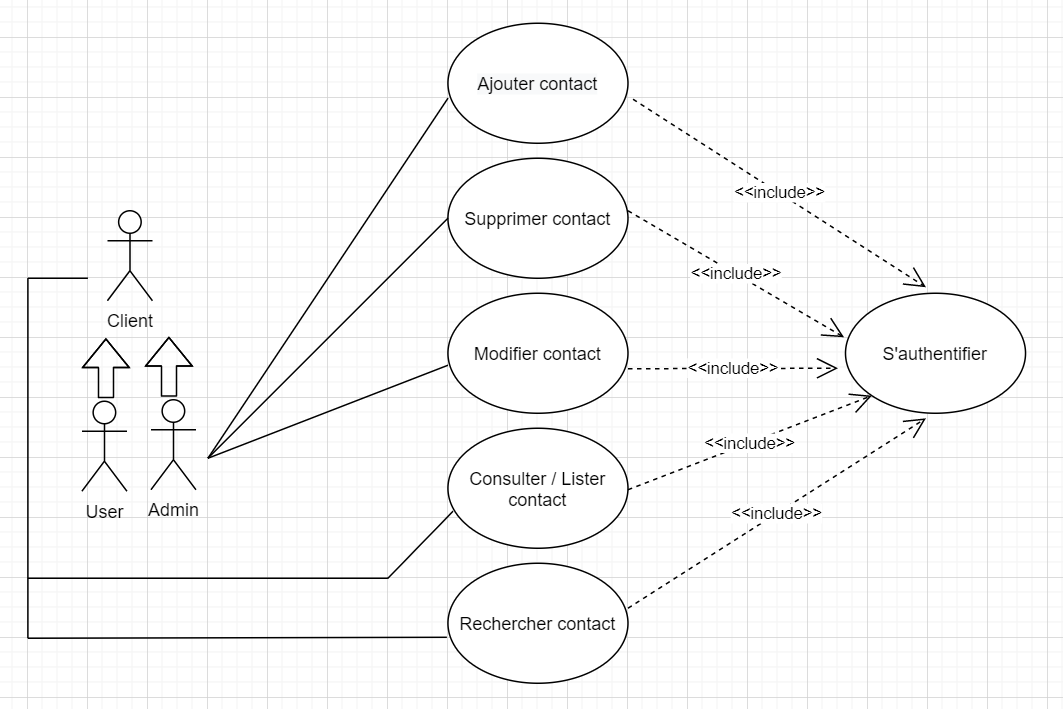 Ajouter contact
<<include>>
Supprimer contact
<<include>>
Client
Modifier contact
S'authentifier
<<include>>
User
Admin
Consulter / Lister
contact
<<include>>
<<include>>
Rechercher contact